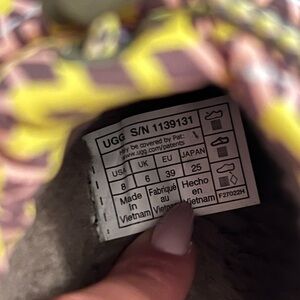 UGG S/N 1139131
may be covered by Pat:
www.ugg.com/patents
USA UK EU JAPAN
8 6 39 25
Made in Vietnam
Fabriqué au Vietnam
Hecho en Vietnam
F27022H